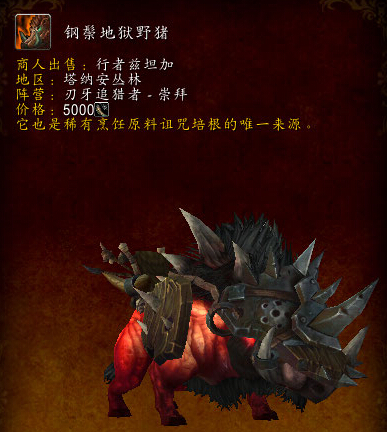 钢鬃地狱野猪
商人出售：行者兹坦加
地区：塔纳安丛林
阵营：刃牙追猎者 - 崇拜
价格：5000
它也是稀有烹饪原料诅咒培根的唯一来源。